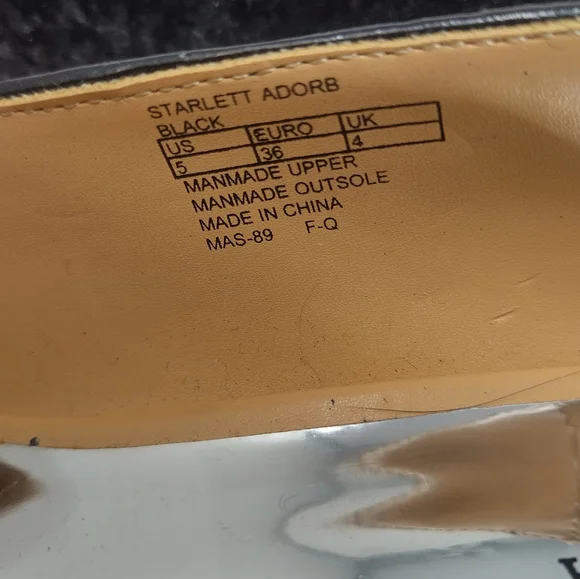 STARLETT ADORB
BLACK
US EURO UK
5 36 4
MANMADE UPPER
MANMADE OUTSOLE
MADE IN CHINA
MAS-89 F-Q